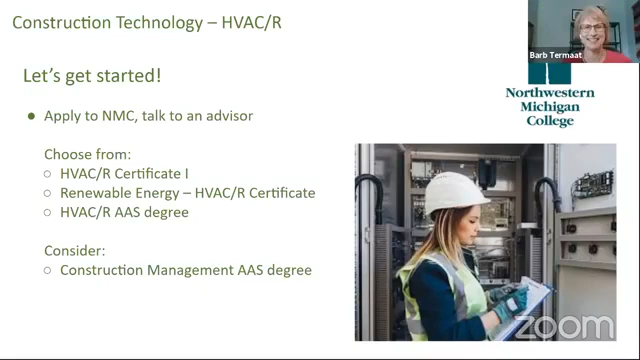 Construction Technology – HVAC/R
Barb Termaat
Let's get started!
Northwestern
Michigan
College
● Apply to NMC, talk to an advisor
Choose from:
○ HVAC/R Certificate I
○ Renewable Energy – HVAC/R Certificate
○ HVAC/R AAS degree
Consider:
○ Construction Management AAS degree
zoom